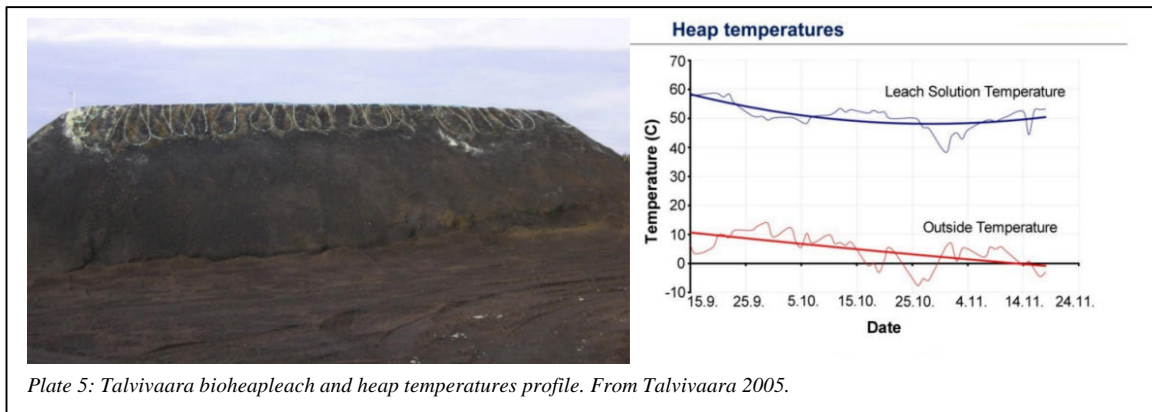 Heap temperatures
70
60
50
40
30
20
10
0
-10
Temperature (C)
Leach Solution Temperature
Outside Temperature
15.9.
25.9.
5.10.
15.10.
25.10.
4.11.
14.11.
24.11.
Date
Plate 5: Talvivaara bioheapleach and heap temperatures profile. From Talvivaara 2005.